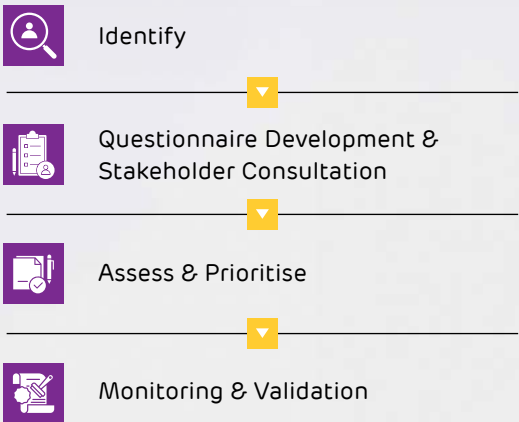 Identify
Questionnaire Development &
Stakeholder Consultation
Assess & Prioritise
Monitoring & Validation